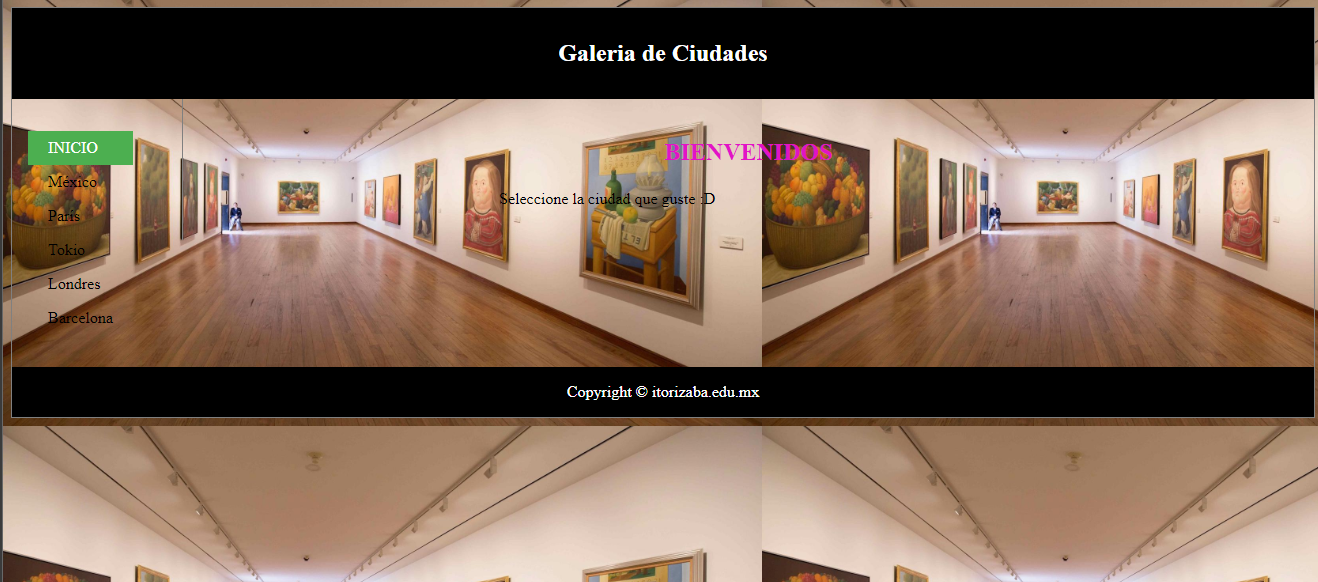 Galeria de Ciudades
INICIO
México
París
Tokio
Londres
Barcelona
BIENVENIDOS
Seleccione la ciudad que guste :D
Copyright © itorizaba.edu.mx